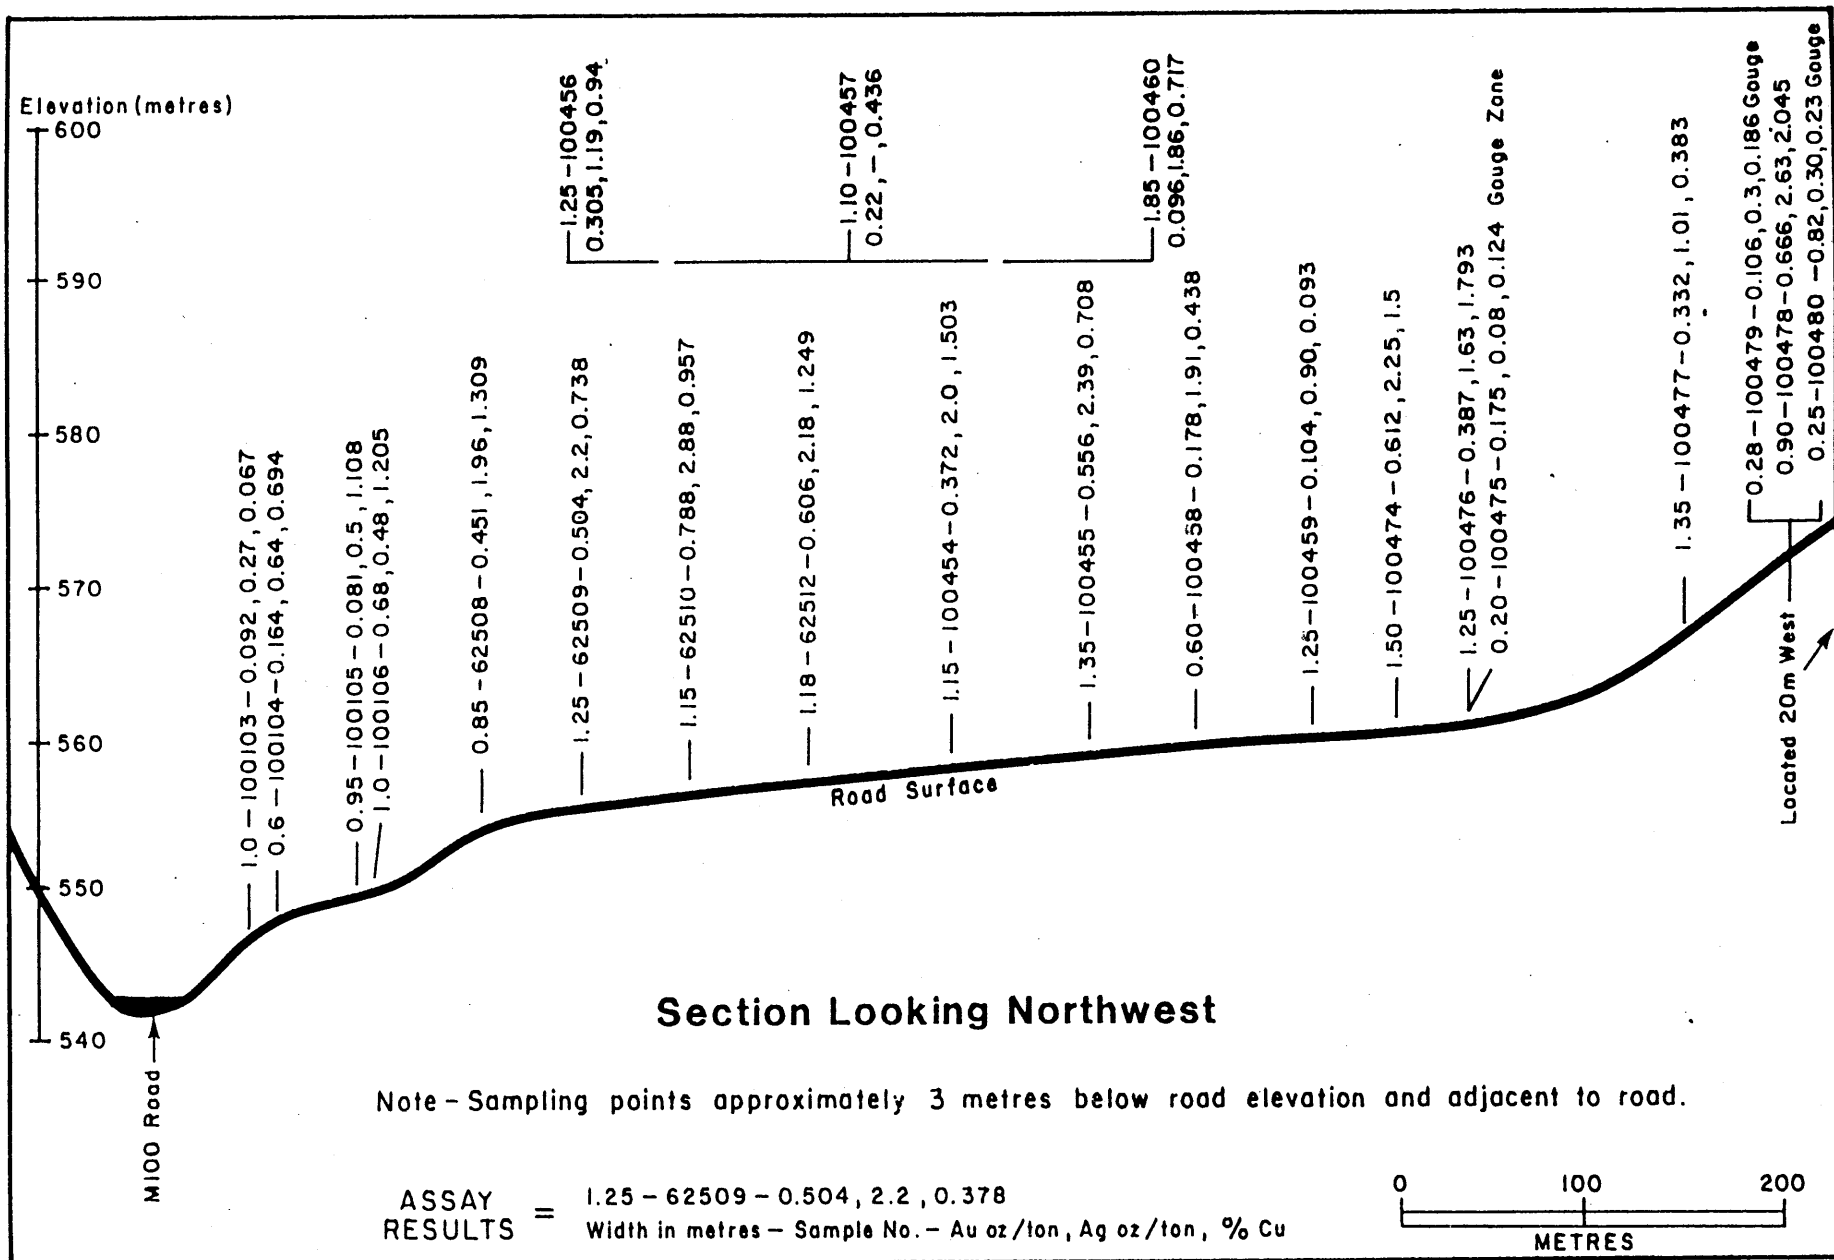 Elevation (metres)
600
590
580
570
560
550
540
1.25-100456
0.305, 1.19, 0.94
1.10-100457
0.22, -, 0.436
1.85-100460
0.096, 1.86, 0.717
1.0-100103-0.092, 0.27, 0.067
0.6-100104-0.164, 0.64, 0.694
0.95-100105-0.081, 0.5, 1.108
1.0-100106-0.68, 0.48, 1.205
0.85-62508-0.451, 1.96, 1.309
1.25-62509-0.504, 2.2, 0.738
1.15-62510-0.788, 2.88, 0.957
1.18-62512-0.606, 2.18, 1.249
1.15-100454-0.372, 2.0, 1.503
1.35-100455-0.556, 2.39, 0.708
0.60-100458-0.178, 1.91, 0.438
1.25-100459-0.104, 0.90, 0.093
1.50-100474-0.612, 2.25, 1.5
1.25-100476-0.387, 1.63, 1.793
0.20-100475-0.175, 0.08, 0.124 Gouge Zone
1.35-100477-0.332, 1.01, 0.383
0.28-100479-0.106, 0.3, 0.186 Gouge
0.90-100478-0.666, 2.63, 2.045
0.25-100480-0.82, 0.30, 0.23 Gouge
Located 20m West
Road Surface
M100 Road
Section Looking Northwest
Note - Sampling points approximately 3 metres below road elevation and adjacent to road.
ASSAY RESULTS =
1.25-62509-0.504, 2.2, 0.378
Width in metres - Sample No. - Au oz/ton, Ag oz/ton, % Cu
0 100 200
METRES